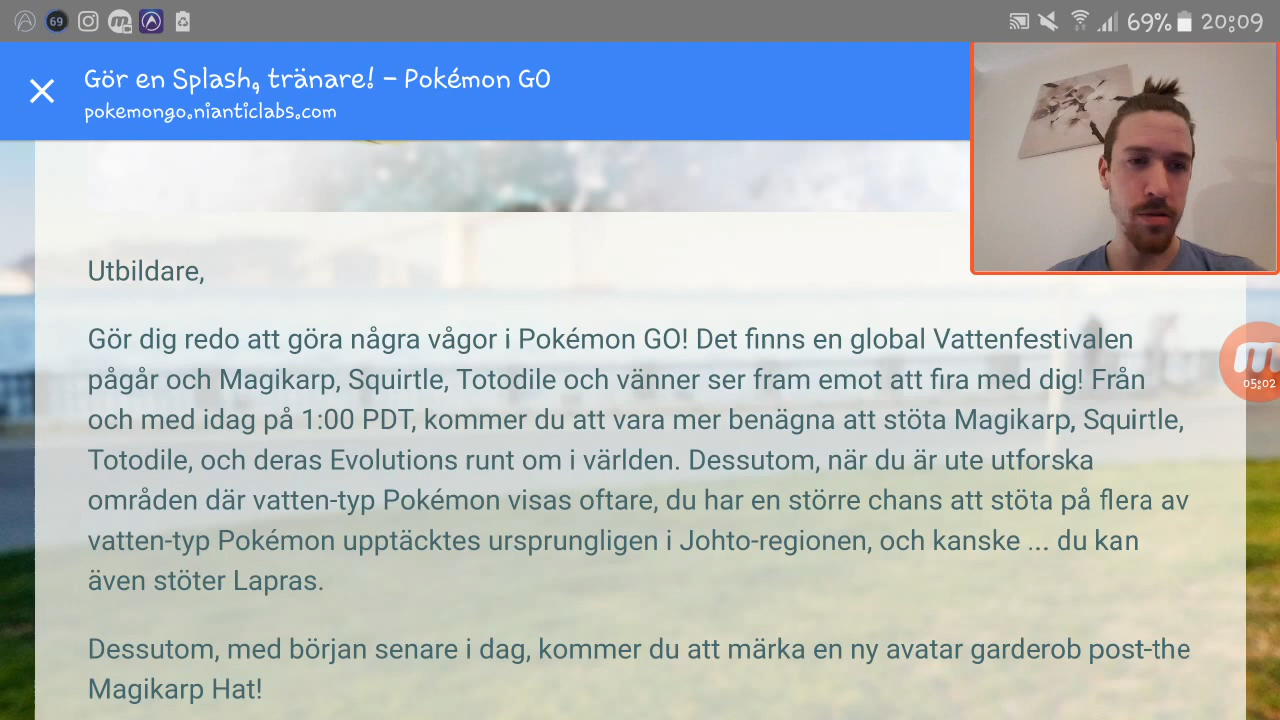 69
69% 20:09
Gör en Splash, tränare! – Pokémon GO
pokemongo.nianticlabs.com
Utbildare,
Gör dig redo att göra några vågor i Pokémon GO! Det finns en global Vattenfestivalen
pågår och Magikarp, Squirtle, Totodile och vänner ser fram emot att fira med dig! Från
och med idag på 1:00 PDT, kommer du att vara mer benägna att stöta Magikarp, Squirtle,
Totodile, och deras Evolutions runt om i världen. Dessutom, när du är ute utforska
områden där vatten-typ Pokémon visas oftare, du har en större chans att stöta på flera av
vatten-typ Pokémon upptäcktes ursprungligen i Johto-regionen, och kanske ... du kan
även stöter Lapras.
05:02
Dessutom, med början senare i dag, kommer du att märka en ny avatar garderob post-the
Magikarp Hat!